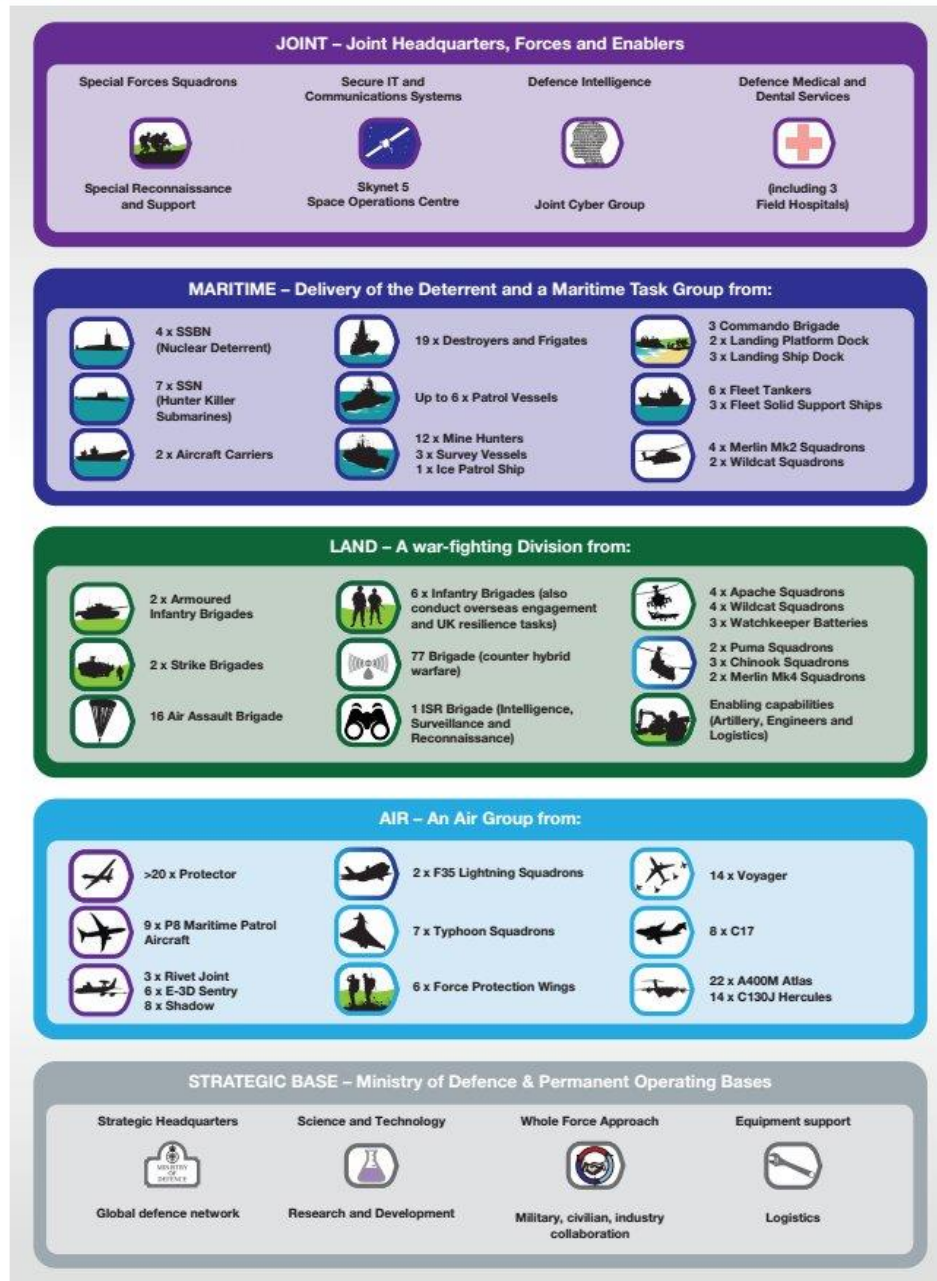 JOINT – Joint Headquarters, Forces and Enablers
Special Forces Squadrons
Special Reconnaissance
and Support
Secure IT and
Communications Systems
Skynet 5
Space Operations Centre
Defence Intelligence
Joint Cyber Group
Defence Medical and
Dental Services
(including 3
Field Hospitals)
MARITIME – Delivery of the Deterrent and a Maritime Task Group from:
4 x SSBN
(Nuclear Deterrent)
19 x Destroyers and Frigates
3 Commando Brigade
2 x Landing Platform Dock
3 x Landing Ship Dock
7 x SSN
(Hunter Killer
Submarines)
Up to 6 x Patrol Vessels
6 x Fleet Tankers
3 x Fleet Solid Support Ships
2 x Aircraft Carriers
12 x Mine Hunters
3 x Survey Vessels
1 x Ice Patrol Ship
4 x Merlin Mk2 Squadrons
2 x Wildcat Squadrons
LAND – A war-fighting Division from:
2 x Armoured
Infantry Brigades
6 x Infantry Brigades (also
conduct overseas engagement
and UK resilience tasks)
4 x Apache Squadrons
4 x Wildcat Squadrons
3 x Watchkeeper Batteries
2 x Strike Brigades
77 Brigade (counter hybrid
warfare)
2 x Puma Squadrons
3 x Chinook Squadrons
2 x Merlin Mk4 Squadrons
16 Air Assault Brigade
1 ISR Brigade (Intelligence,
Surveillance and
Reconnaissance)
Enabling capabilities
(Artillery, Engineers and
Logistics)
AIR – An Air Group from:
>20 x Protector
2 x F35 Lightning Squadrons
14 x Voyager
9 x P8 Maritime Patrol
Aircraft
7 x Typhoon Squadrons
8 x C17
3 x Rivet Joint
6 x E-3D Sentry
8 x Shadow
6 x Force Protection Wings
22 x A400M Atlas
14 x C130J Hercules
STRATEGIC BASE – Ministry of Defence & Permanent Operating Bases
Strategic Headquarters
MINISTRY
OF
DEFENCE
Global defence network
Science and Technology
Research and Development
Whole Force Approach
Military, civilian, industry
collaboration
Equipment support
Logistics